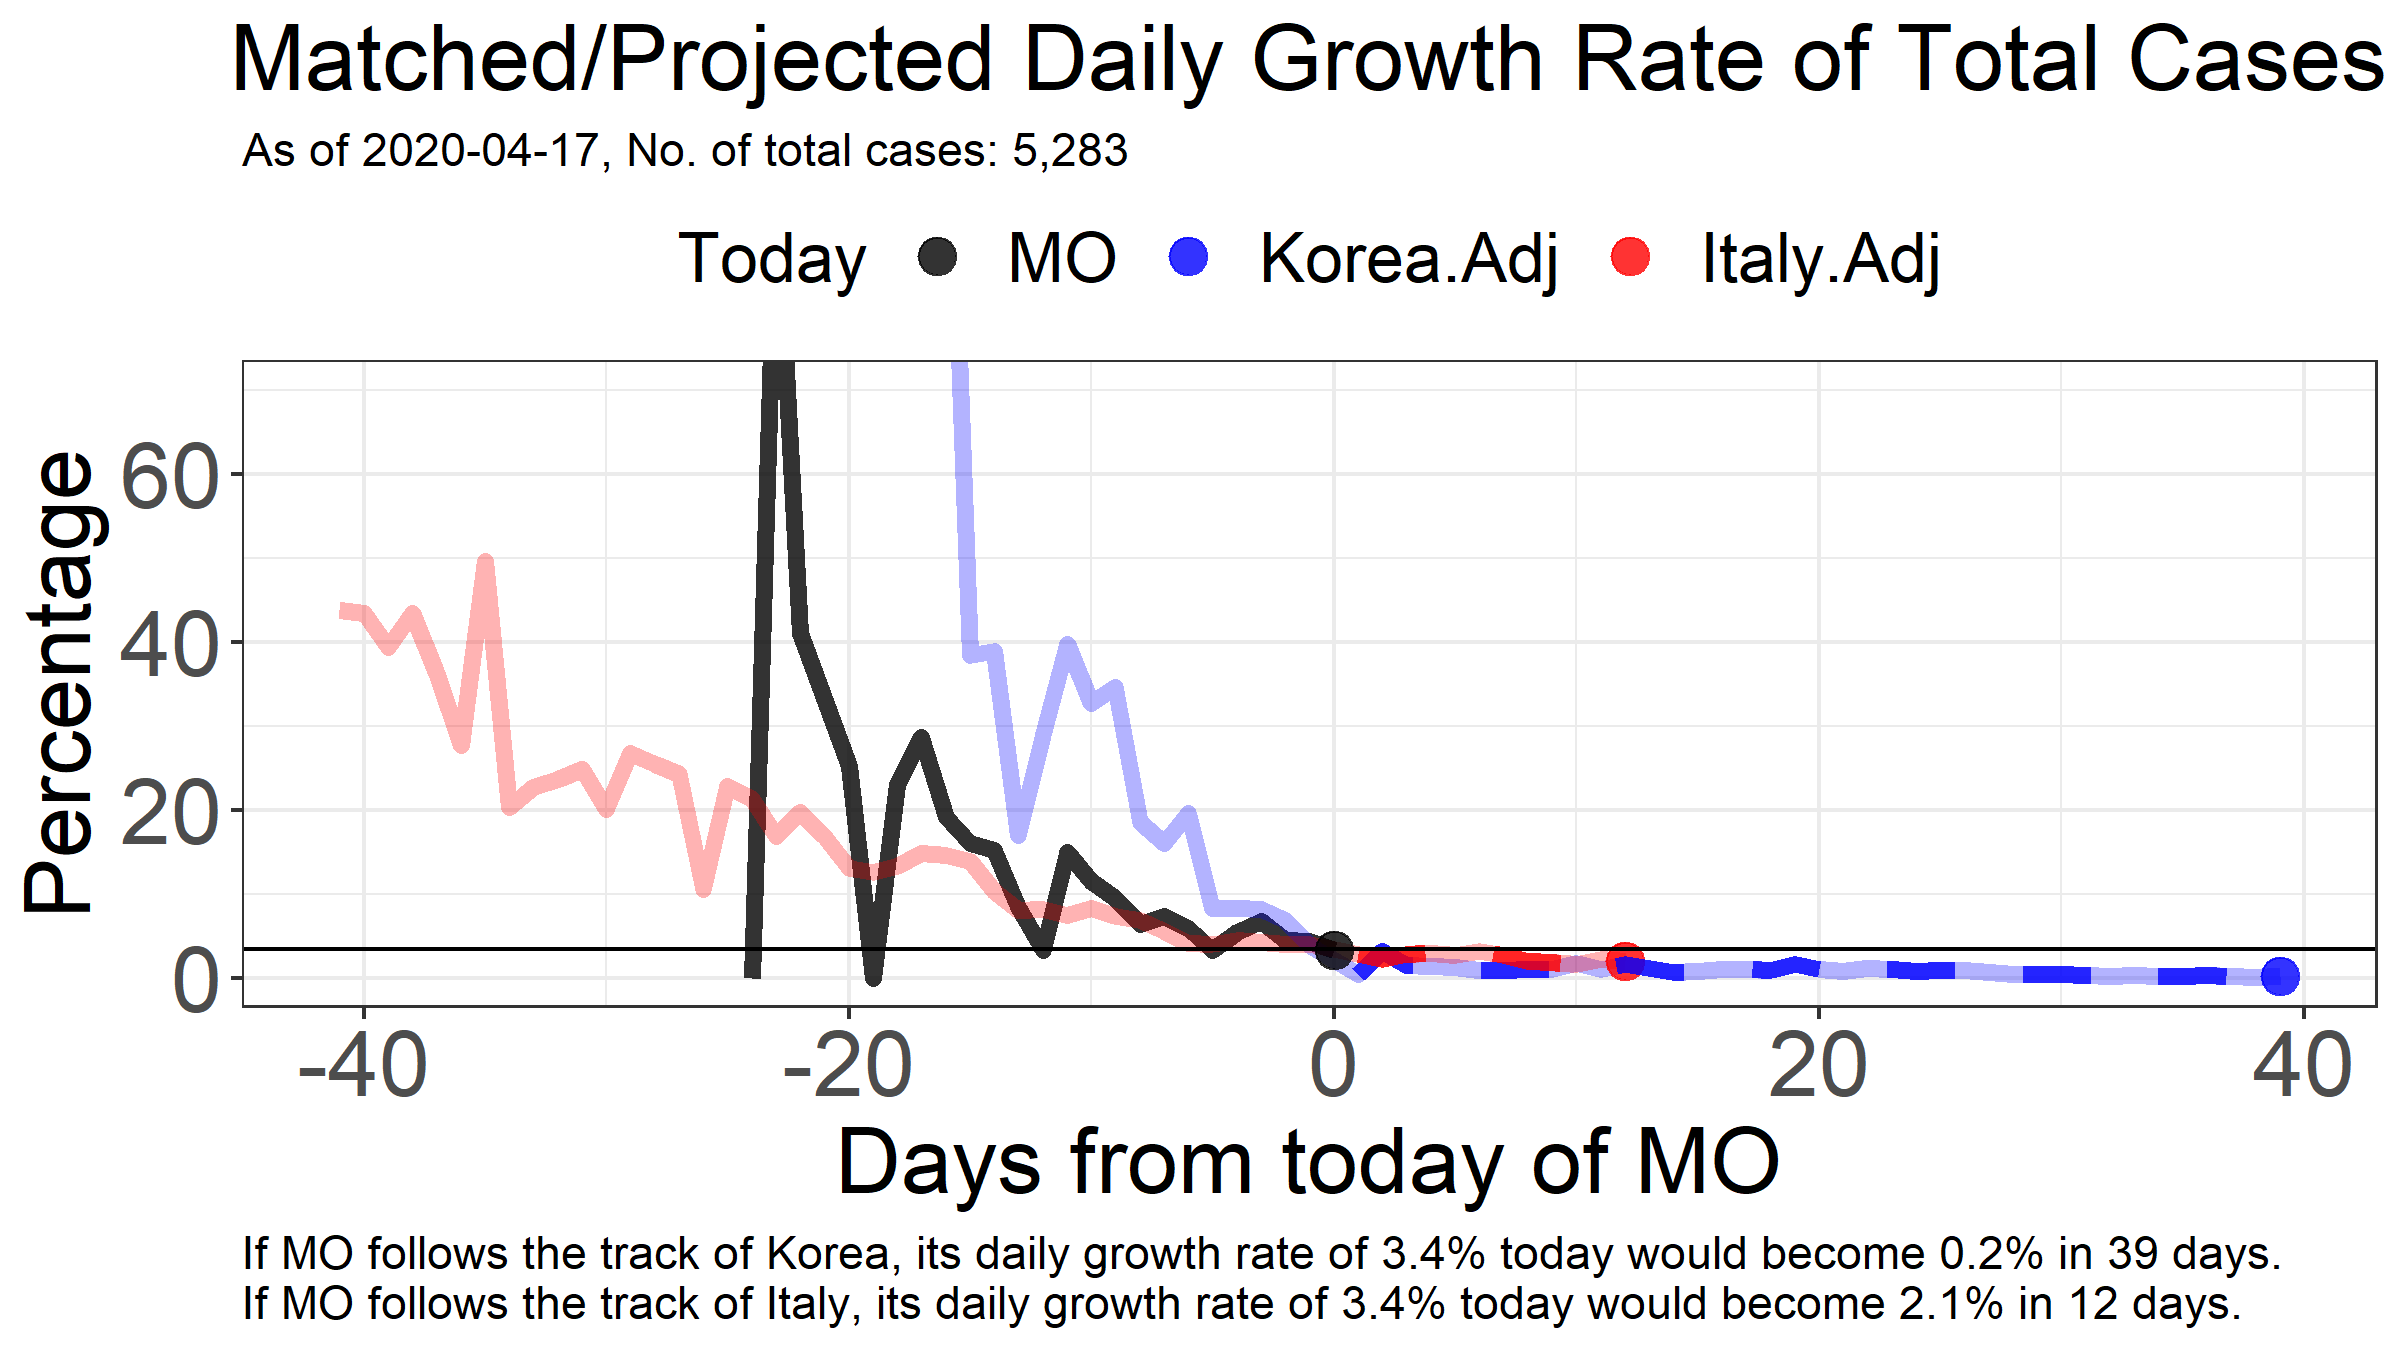 Matched/Projected Daily Growth Rate of Total Cases
As of 2020-04-17, No. of total cases: 5,283
Today MO Korea.Adj Italy.Adj
Percentage
60
40
20
0
-40 -20 0 20 40
Days from today of MO
If MO follows the track of Korea, its daily growth rate of 3.4% today would become 0.2% in 39 days.
If MO follows the track of Italy, its daily growth rate of 3.4% today would become 2.1% in 12 days.